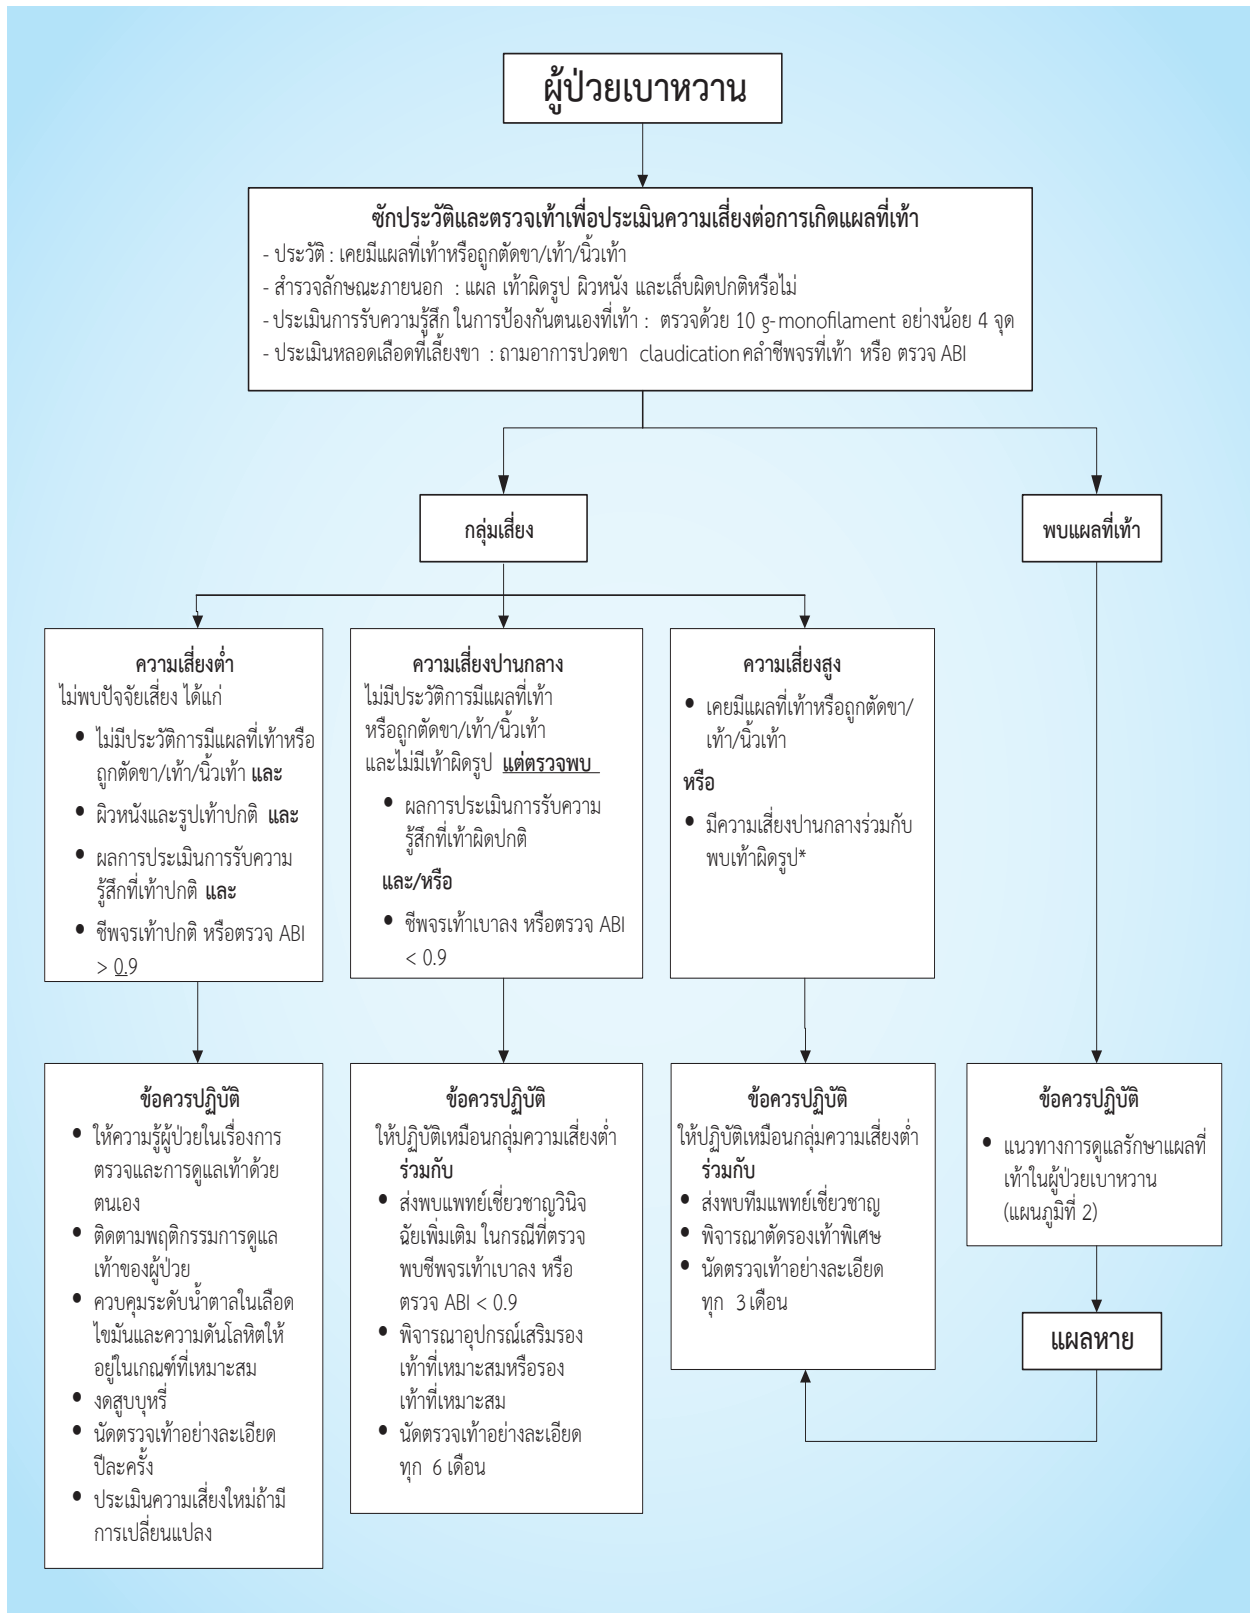 ผู้ป่วยเบาหวาน
ซักประวัติและตรวจเท้าเพื่อประเมินความเสี่ยงต่อการเกิดแผลที่เท้า
- ประวัติ : เคยมีแผลที่เท้าหรือถูกตัดขา/เท้า/นิ้วเท้า
- สำรวจลักษณะภายนอก : แผล เท้าผิดรูป ผิวหนัง และเล็บผิดปกติหรือไม่
- ประเมินการรับความรู้สึก ในการป้องกันตนเองที่เท้า : ตรวจด้วย 10 g-monofilament อย่างน้อย 4 จุด
- ประเมินหลอดเลือดที่เลี้ยงขา : ถามอาการปวดขา claudication คลำชีพจรที่เท้า หรือ ตรวจ ABI
กลุ่มเสี่ยง
พบแผลที่เท้า
ความเสี่ยงต่ำ
ไม่พบปัจจัยเสี่ยง ได้แก่
• ไม่มีประวัติการมีแผลที่เท้าหรือ
ถูกตัดขา/เท้า/นิ้วเท้า และ
• ผิวหนังและรูปเท้าปกติ และ
• ผลการประเมินการรับความ
รู้สึกที่เท้าปกติ และ
• ชีพจรเท้าปกติ หรือตรวจ ABI
> 0.9
ความเสี่ยงปานกลาง
ไม่มีประวัติการมีแผลที่เท้า
หรือถูกตัดขา/เท้า/นิ้วเท้า
และไม่มีเท้าผิดรูป แต่ตรวจพบ
• ผลการประเมินการรับความ
รู้สึกที่เท้าผิดปกติ
และ/หรือ
• ชีพจรเท้าเบาลง หรือตรวจ ABI
< 0.9
ความเสี่ยงสูง
• เคยมีแผลที่เท้าหรือถูกตัดขา/
เท้า/นิ้วเท้า
หรือ
• มีความเสี่ยงปานกลางร่วมกับ
พบเท้าผิดรูป*
ข้อควรปฏิบัติ
• ให้ความรู้ผู้ป่วยในเรื่องการ
ตรวจและการดูแลเท้าด้วย
ตนเอง
• ติดตามพฤติกรรมการดูแล
เท้าของผู้ป่วย
• ควบคุมระดับน้ำตาลในเลือด
ไขมันและความดันโลหิตให้
อยู่ในเกณฑ์ที่เหมาะสม
• งดสูบบุหรี่
• นัดตรวจเท้าอย่างละเอียด
ปีละครั้ง
• ประเมินความเสี่ยงใหม่ถ้ามี
การเปลี่ยนแปลง
ข้อควรปฏิบัติ
ให้ปฏิบัติเหมือนกลุ่มความเสี่ยงต่ำ
ร่วมกับ
• ส่งพบแพทย์เชี่ยวชาญวินิจ
ฉัยเพิ่มเติม ในกรณีที่ตรวจ
พบชีพจรเท้าเบาลง หรือ
ตรวจ ABI < 0.9
• พิจารณาอุปกรณ์เสริมรอง
เท้าที่เหมาะสมหรือรอง
เท้าที่เหมาะสม
• นัดตรวจเท้าอย่างละเอียด
ทุก 6 เดือน
ข้อควรปฏิบัติ
ให้ปฏิบัติเหมือนกลุ่มความเสี่ยงต่ำ
ร่วมกับ
• ส่งพบทีมแพทย์เชี่ยวชาญ
• พิจารณาตัดรองเท้าพิเศษ
• นัดตรวจเท้าอย่างละเอียด
ทุก 3 เดือน
ข้อควรปฏิบัติ
• แนวทางการดูแลรักษาแผลที่
เท้าในผู้ป่วยเบาหวาน
(แผนภูมิที่ 2)
แผลหาย